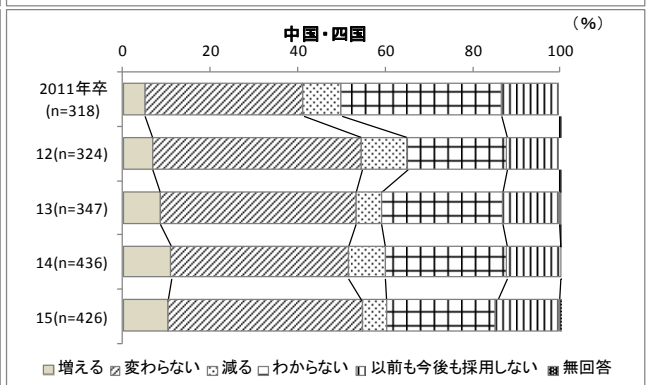 中国・四国
（%）
0 20 40 60 80 100
2011年卒
(n=318)
12(n=324)
13(n=347)
14(n=436)
15(n=426)
増える 変わらない 減る わからない 以前も今後も採用しない 無回答